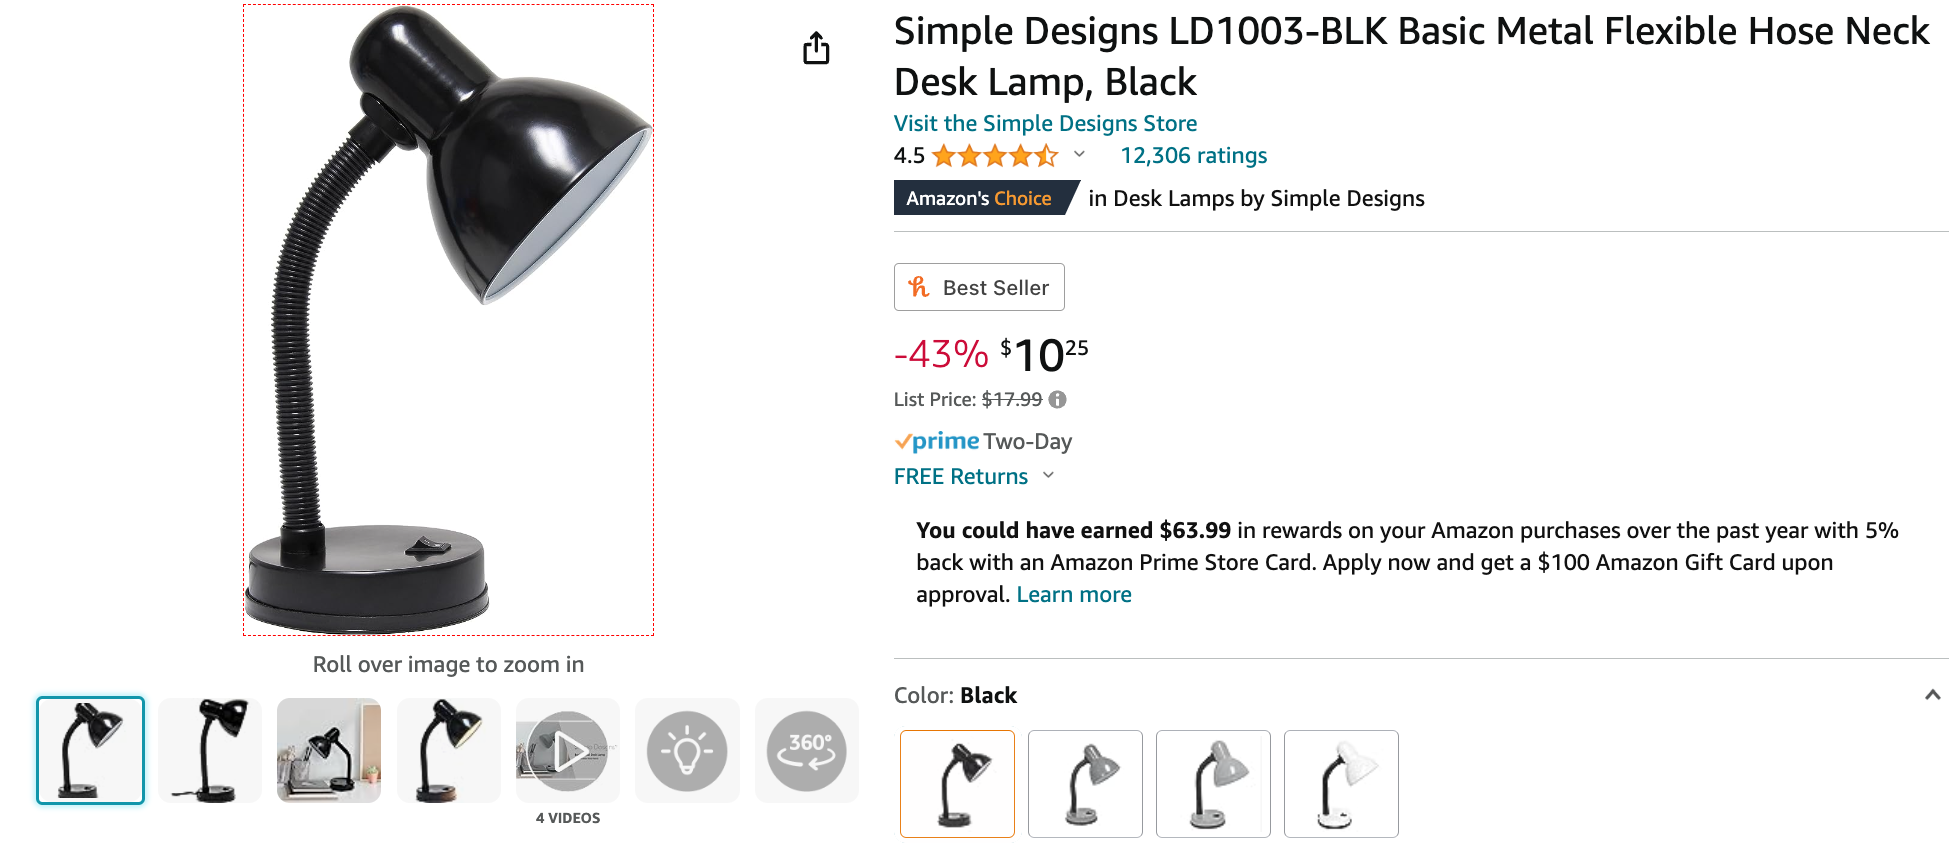 Simple Designs LD1003-BLK Basic Metal Flexible Hose Neck
Desk Lamp, Black
Visit the Simple Designs Store
4.5
12,306 ratings
Amazon's Choice in Desk Lamps by Simple Designs
Best Seller
-43% $10 25
List Price: $17.99
prime Two-Day
FREE Returns
You could have earned $63.99 in rewards on your Amazon purchases over the past year with 5%
back with an Amazon Prime Store Card. Apply now and get a $100 Amazon Gift Card upon
approval. Learn more
Color: Black
Roll over image to zoom in
360°
4 VIDEOS